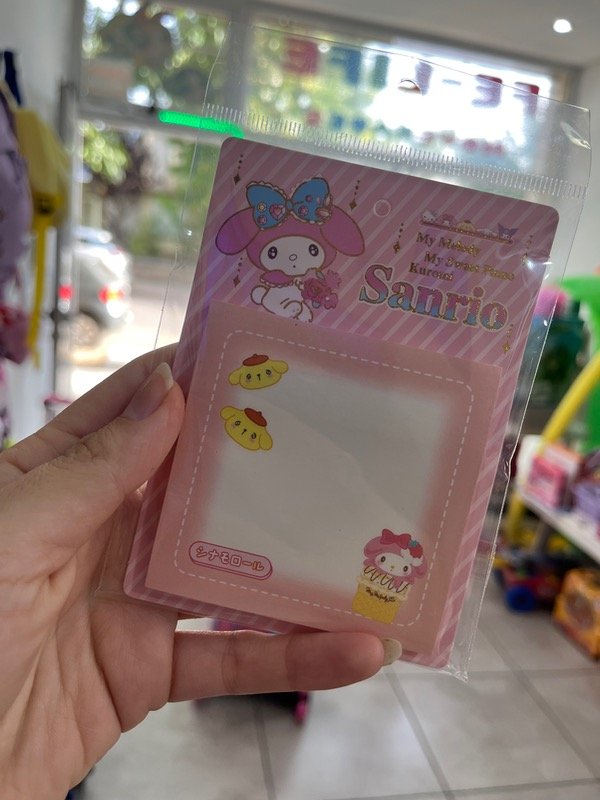 My Melody
My Sweet Piano
Kuromi
Sanrio
シナモロール